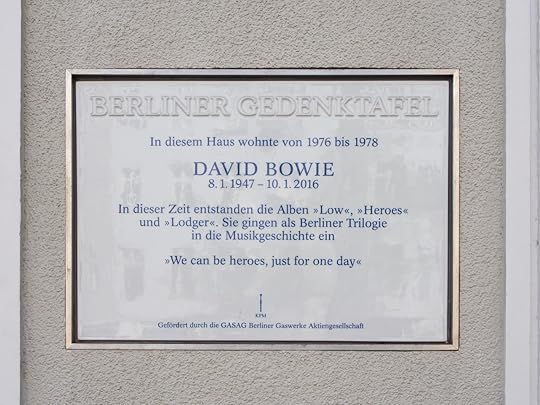 BERLINER GEDENKTAFEL
In diesem Haus wohnte von 1976 bis 1978
DAVID BOWIE
8. 1. 1947 – 10. 1. 2016
In dieser Zeit entstanden die Alben »Low«, »Heroes«
und »Lodger«. Sie gingen als Berliner Trilogie
in die Musikgeschichte ein
»We can be heroes, just for one day«
KPM
Gefördert durch die GASAG Berliner Gaswerke Aktiengesellschaft